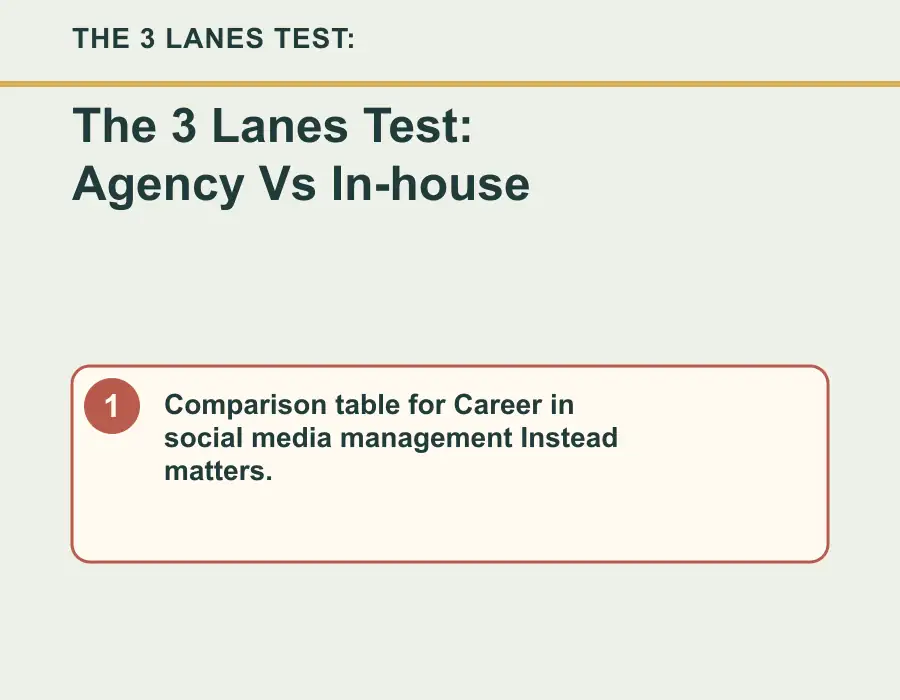 THE 3 LANES TEST:
The 3 Lanes Test:
Agency Vs In-house
1
Comparison table for Career in
social media management Instead
matters.